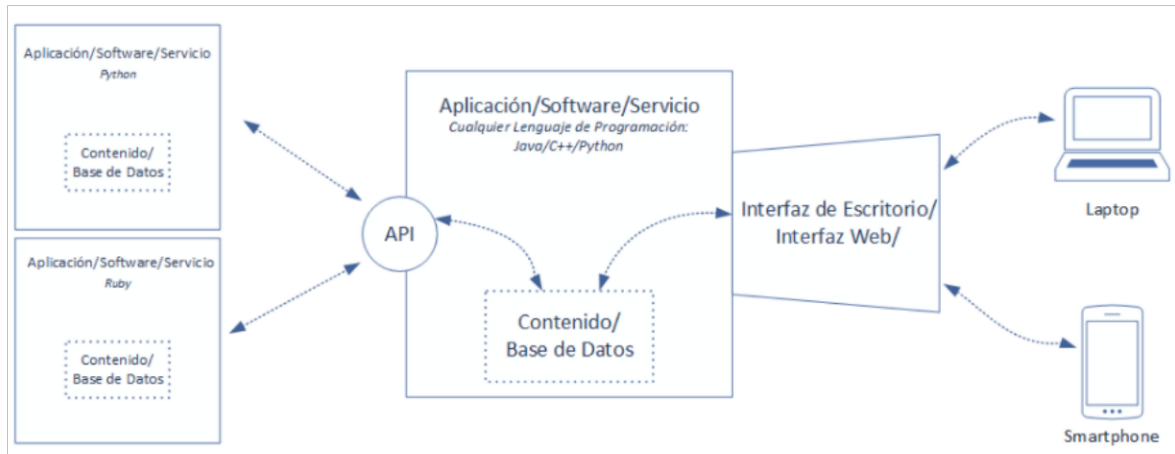 Aplicación/Software/Servicio
Python
Contenido/
Base de Datos
Aplicación/Software/Servicio
Ruby
Contenido/
Base de Datos
API
Aplicación/Software/Servicio
Cualquier Lenguaje de Programación:
Java/C++/Python
Contenido/
Base de Datos
Interfaz de Escritorio/
Interfaz Web/
Laptop
Smartphone